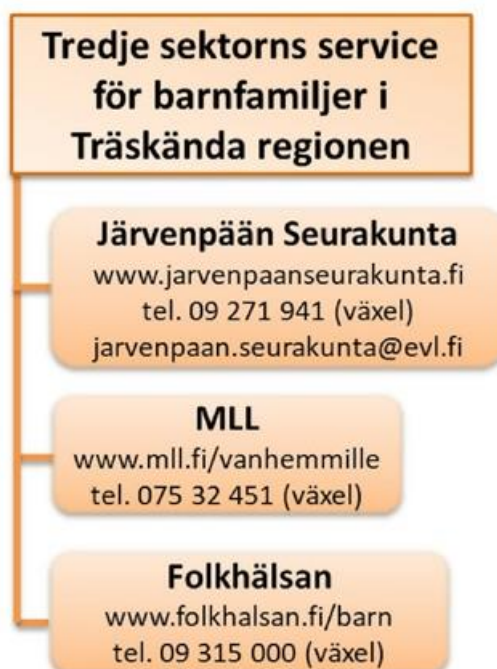 Tredje sektorns service
för barnfamiljer i
Träskända regionen
Järvenpään Seurakunta
www.jarvenpaanseurakunta.fi
tel. 09 271 941 (växel)
jarvenpaan.seurakunta@evl.fi
MLL
www.mll.fi/vanhemmille
tel. 075 32 451 (växel)
Folkhälsan
www.folkhalsan.fi/barn
tel. 09 315 000 (växel)